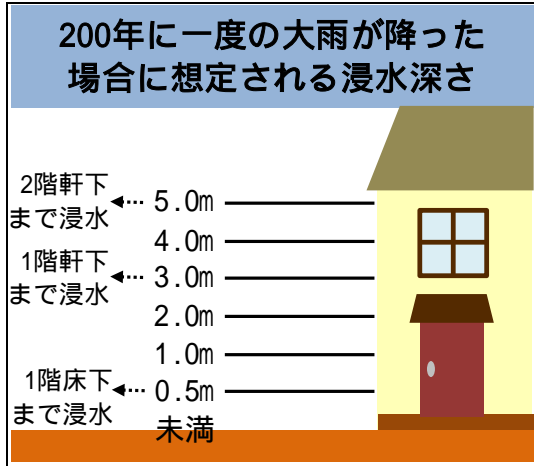 200年に一度の大雨が降った
場合に想定される浸水深さ
2階軒下
まで浸水
5.0m
4.0m
1階軒下
まで浸水
3.0m
2.0m
1.0m
1階床下
まで浸水
0.5m
未満